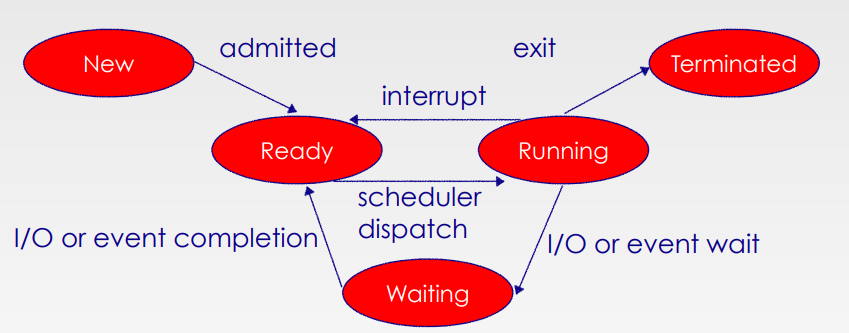 admitted
exit
New
Terminated
interrupt
Ready
Running
scheduler
dispatch
I/O or event completion
I/O or event wait
Waiting